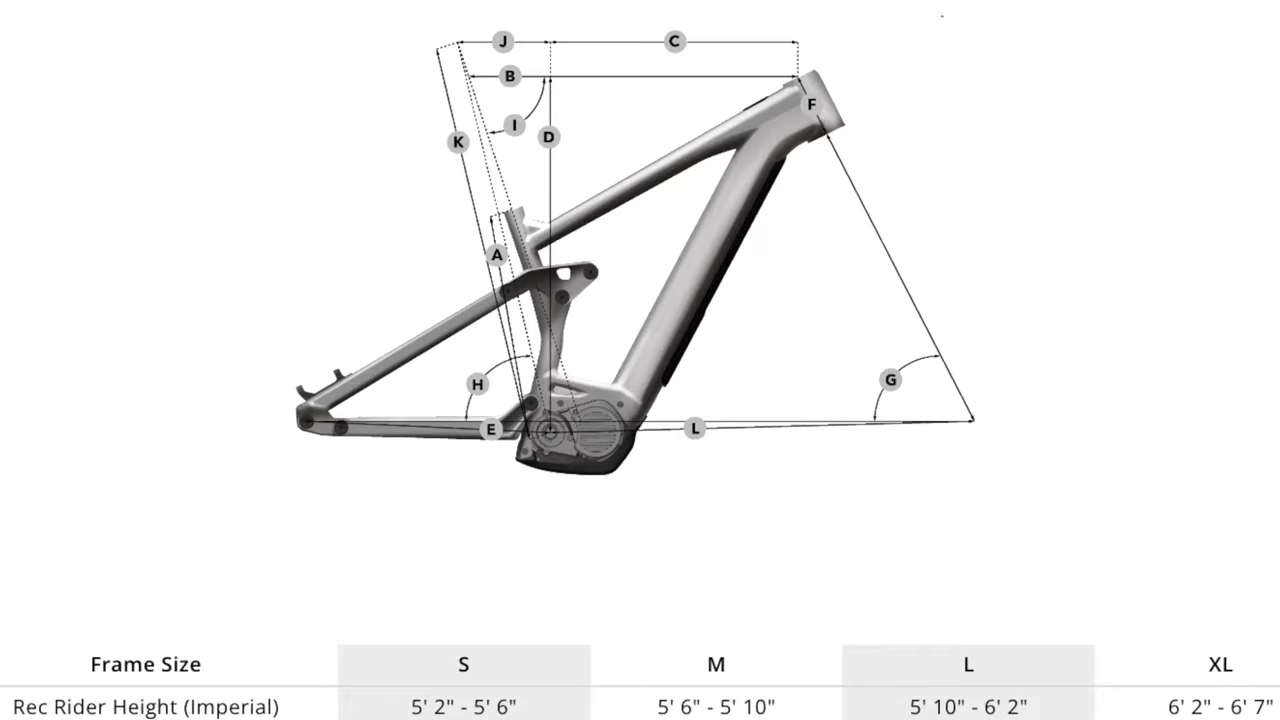 J C
B
F
I
D
K
A
H
G
E L
Frame Size S M L XL
Rec Rider Height (Imperial) 5' 2" - 5' 6" 5' 6" - 5' 10" 5' 10" - 6' 2" 6' 2" - 6' 7"